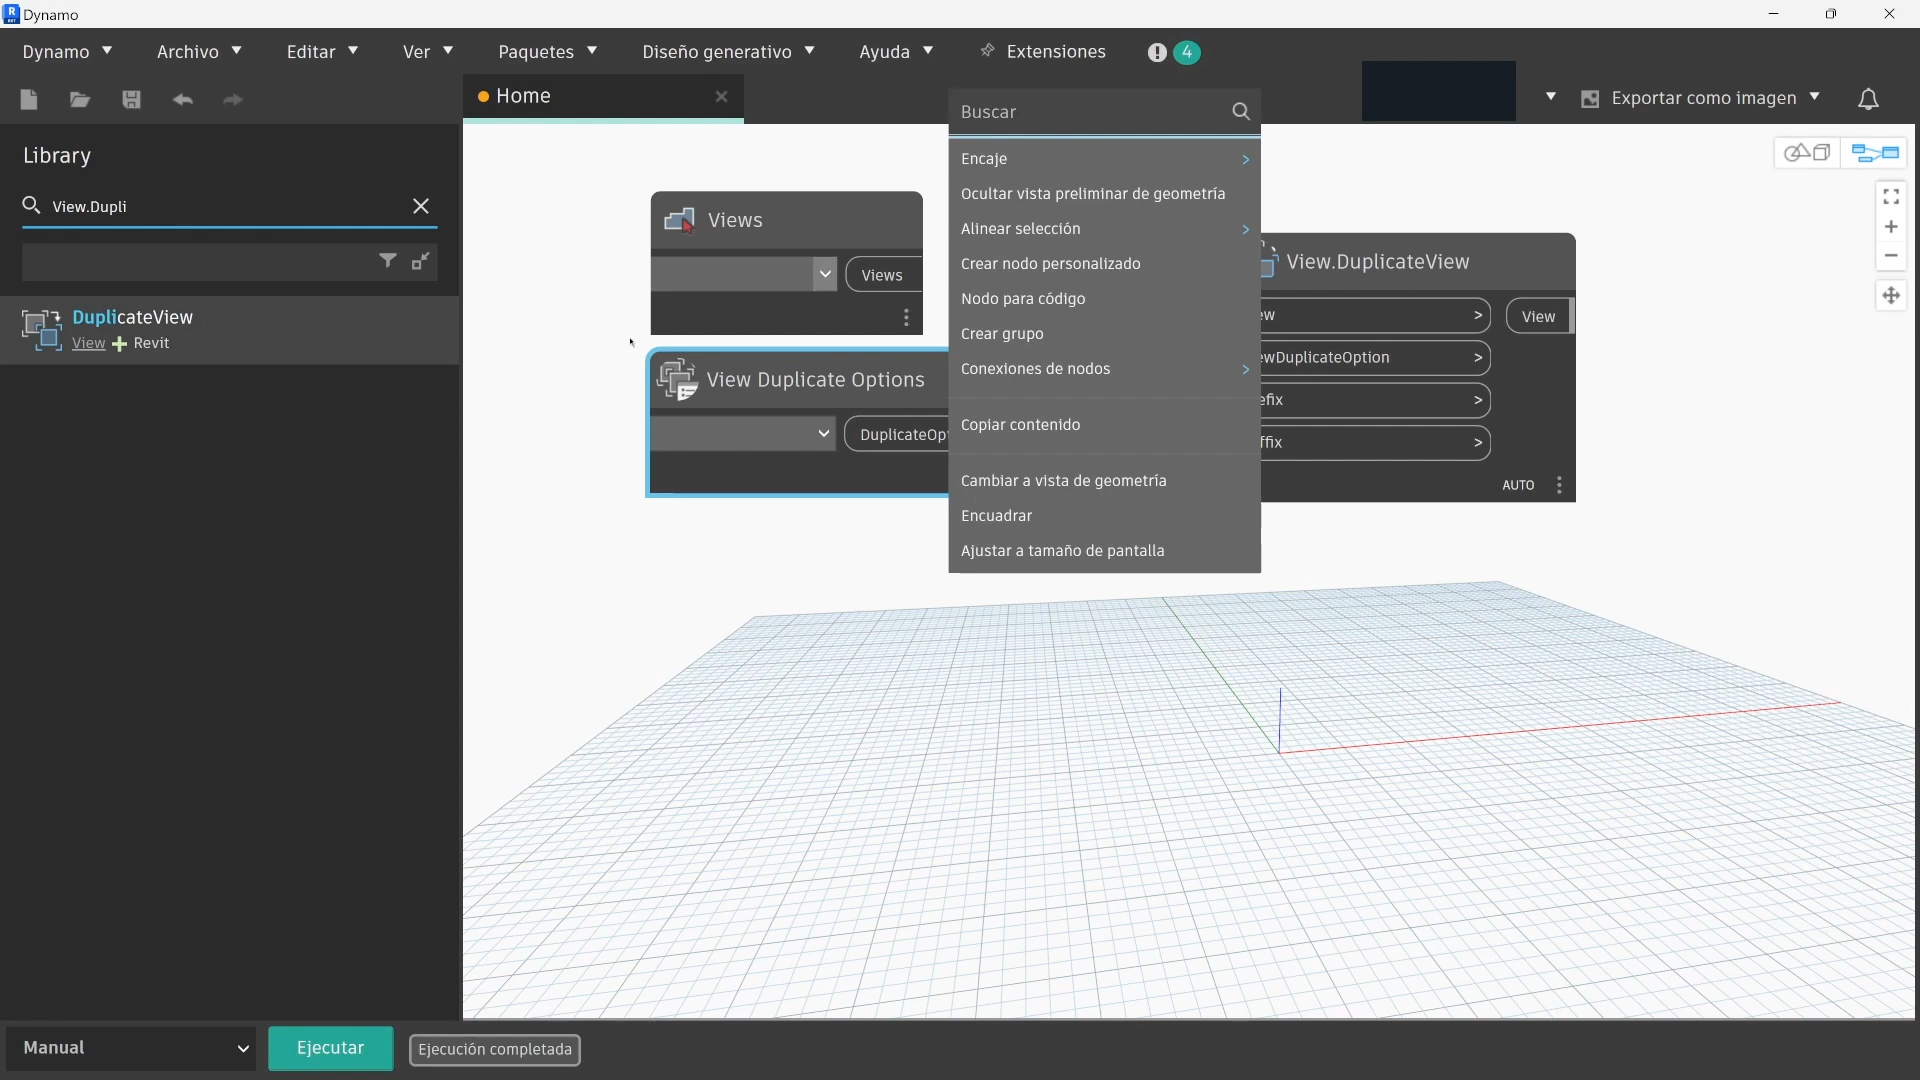 Dynamo
Dynamo Archivo Editar Ver Paquetes Diseño generativo Ayuda Extensiones 4
Home
Exportar como imagen
Library
View.Dupli
DuplicateView
View Revit
Views
Views
View Duplicate Options
DuplicateOpt
Buscar
Encaje
Ocultar vista preliminar de geometría
Alinear selección
Crear nodo personalizado
Nodo para código
Crear grupo
Conexiones de nodos
Copiar contenido
Cambiar a vista de geometría
Encuadrar
Ajustar a tamaño de pantalla
View.DuplicateView
ew > View
ewDuplicateOption >
efix >
ffix >
AUTO
Manual Ejecutar Ejecución completada